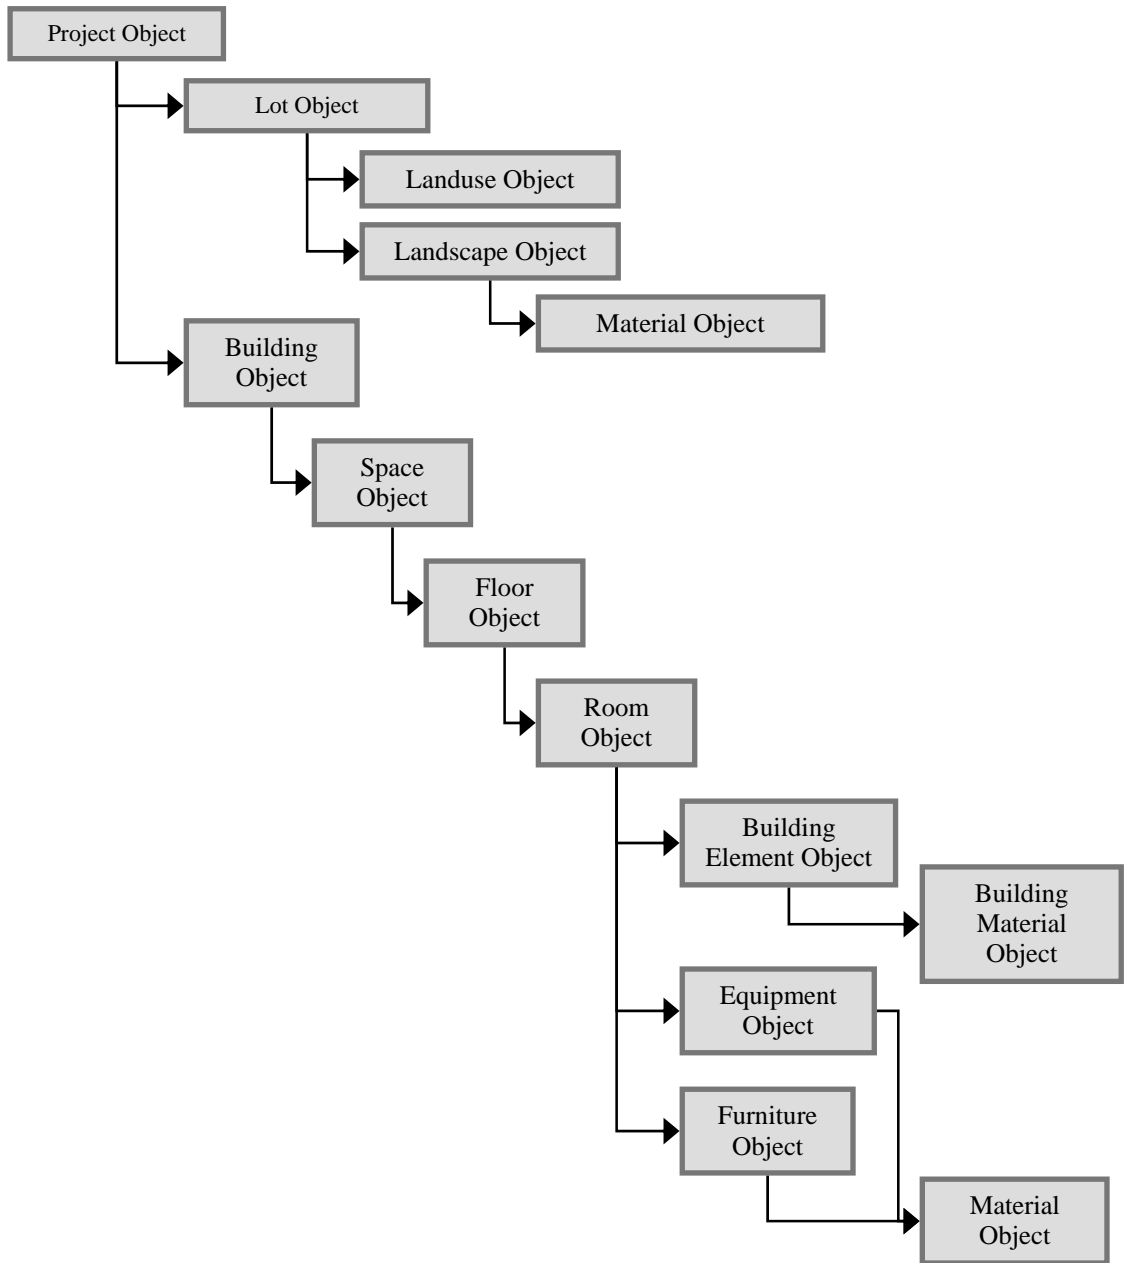 Project Object
Lot Object
Landuse Object
Landscape Object
Material Object
Building
Object
Space
Object
Floor
Object
Room
Object
Building
Element Object
Building
Material
Object
Equipment
Object
Furniture
Object
Material
Object